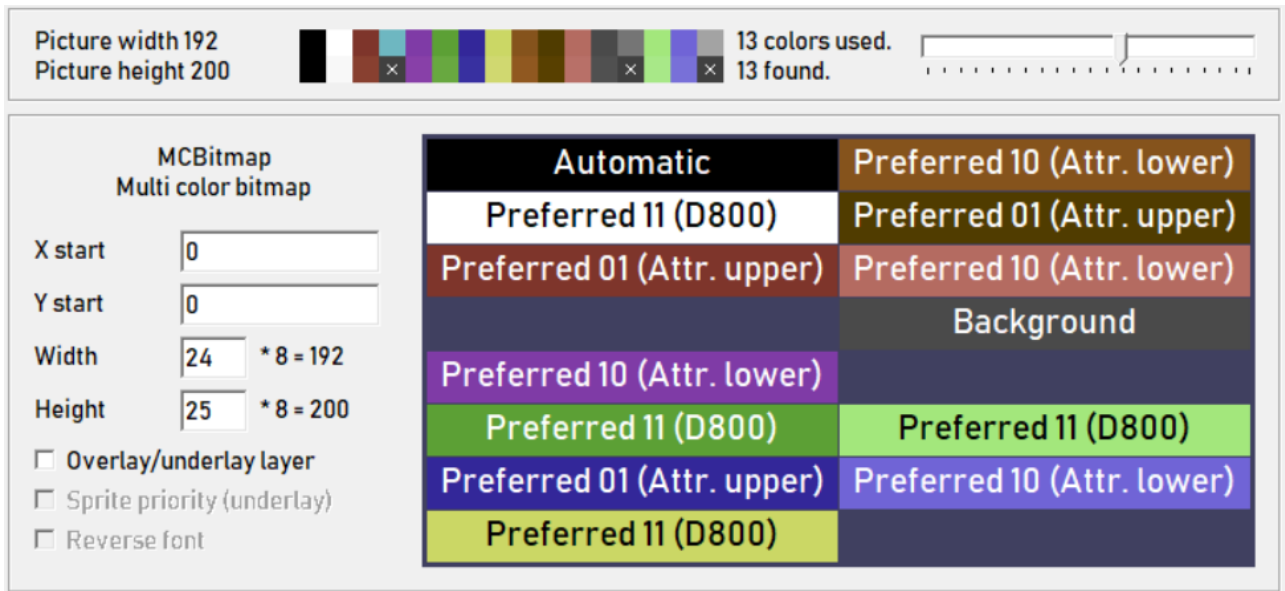 Picture width 192
Picture height 200
13 colors used.
13 found.
MCBitmap
Multi color bitmap
X start 0
Y start 0
Width 24 * 8 = 192
Height 25 * 8 = 200
Overlay/underlay layer
Sprite priority (underlay)
Reverse font
Automatic
Preferred 11 (D800)
Preferred 01 (Attr. upper)
Preferred 10 (Attr. lower)
Preferred 11 (D800)
Preferred 01 (Attr. upper)
Preferred 11 (D800)
Preferred 10 (Attr. lower)
Preferred 01 (Attr. upper)
Preferred 10 (Attr. lower)
Background
Preferred 11 (D800)
Preferred 10 (Attr. lower)